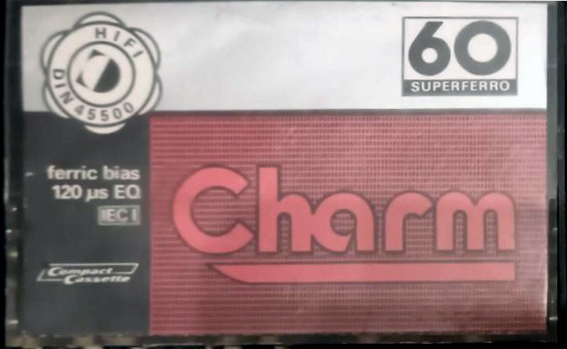 HIFI
DIN 45500
60
SUPERFERRO
ferric bias
120 µs EQ
IEC I
Compact
Cassette
Charm